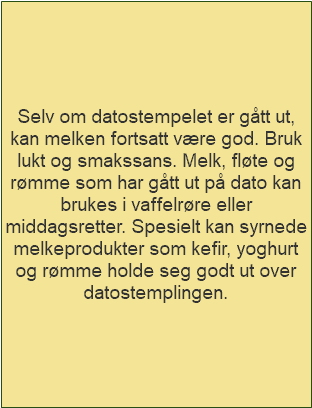 Selv om datostempelet er gått ut,
kan melken fortsatt være god. Bruk
lukt og smakssans. Melk, fløte og
rømme som har gått ut på dato kan
brukes i vaffelrøre eller
middagsretter. Spesielt kan syrnede
melkeprodukter som kefir, yoghurt
og rømme holde seg godt ut over
datostemplingen.